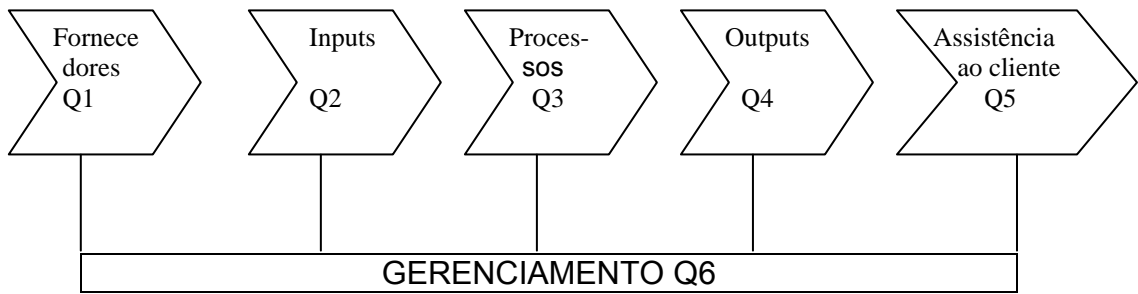 Fornece
dores
Q1
Inputs
Q2
Proces-
sos
Q3
Outputs
Q4
Assistência
ao cliente
Q5
GERENCIAMENTO Q6